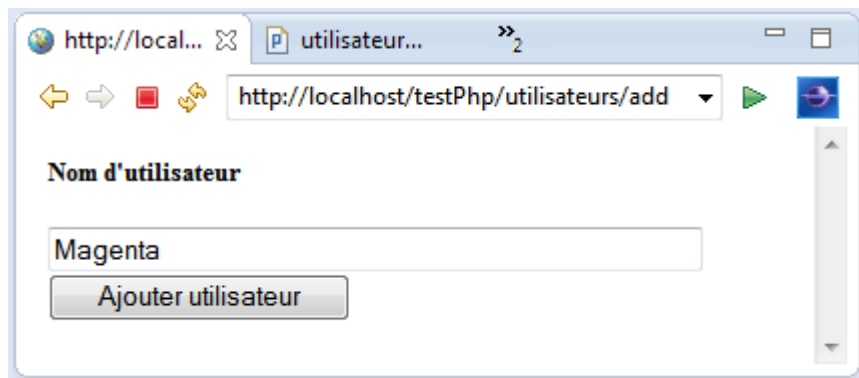 http://local... utilisateur... »2
http://localhost/testPhp/utilisateurs/add
Nom d'utilisateur
Magenta
Ajouter utilisateur